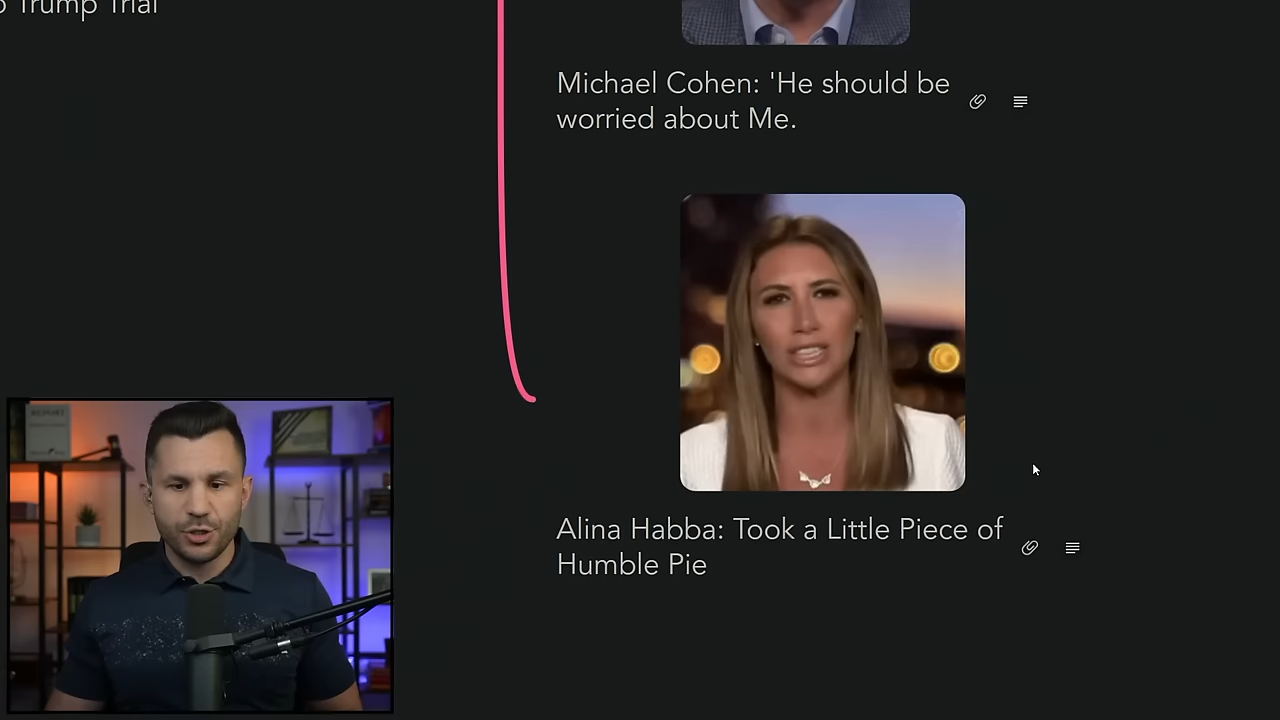 Trump Trial
Michael Cohen: 'He should be
worried about Me.
Alina Habba: Took a Little Piece of
Humble Pie